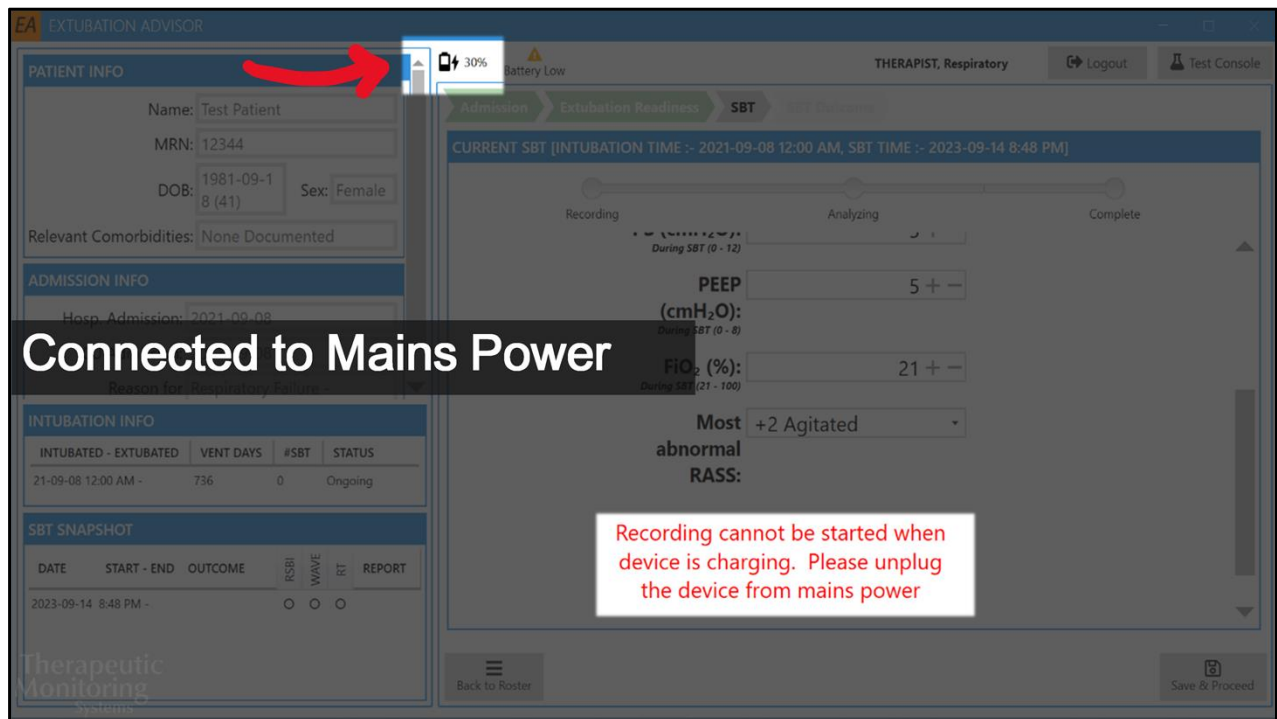 EA EXTUBATION ADVISOR
PATIENT INFO
Name: Test Patient
MRN: 12344
DOB: 1981-09-1
8 (41)
Sex: Female
Relevant Comorbidities: None Documented
ADMISSION INFO
Hosp. Admission: 2021-09-08
Connected to Mains Power
Reason for Respiratory Failure -
INTUBATION INFO
INTUBATED - EXTUBATED VENT DAYS #SBT STATUS
21-09-08 12:00 AM - 736 0 Ongoing
SBT SNAPSHOT
DATE START - END OUTCOME RSBI WAVE RT REPORT
2023-09-14 8:48 PM -
Therapeutic
Monitoring
Systems
30%
Battery Low
THERAPIST, Respiratory
Logout
Test Console
Admission Extubation Readiness SBT SBT Outcome
CURRENT SBT [INTUBATION TIME :- 2021-09-08 12:00 AM, SBT TIME :- 2023-09-14 8:48 PM]
Recording Analyzing Complete
During SBT (0 - 12)
PEEP
(cmH₂O): 5 + −
During SBT (0 - 8)
FiO₂ (%): 21 + −
During SBT (21 - 100)
Most +2 Agitated
abnormal
RASS:
Recording cannot be started when
device is charging. Please unplug
the device from mains power
Back to Roster
Save & Proceed